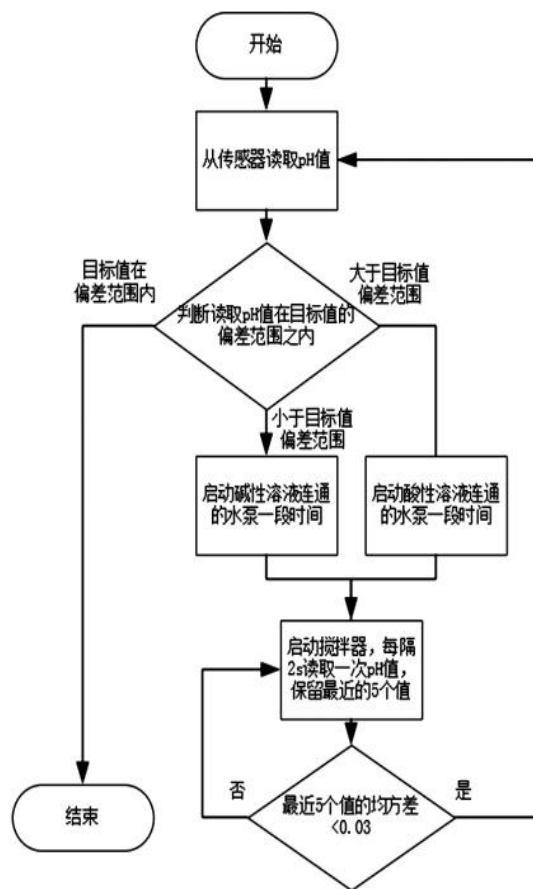 开始
从传感器读取pH值
目标值在
偏差范围内
大于目标值
偏差范围
判断读取pH值在目标值的
偏差范围之内
小于目标值
偏差范围
启动碱性溶液连通
的水泵一段时间
启动酸性溶液连通
的水泵一段时间
启动搅拌器，每隔
2s读取一次pH值，
保留最近的5个值
否
最近5个值的均方差
<0.03
是
结束